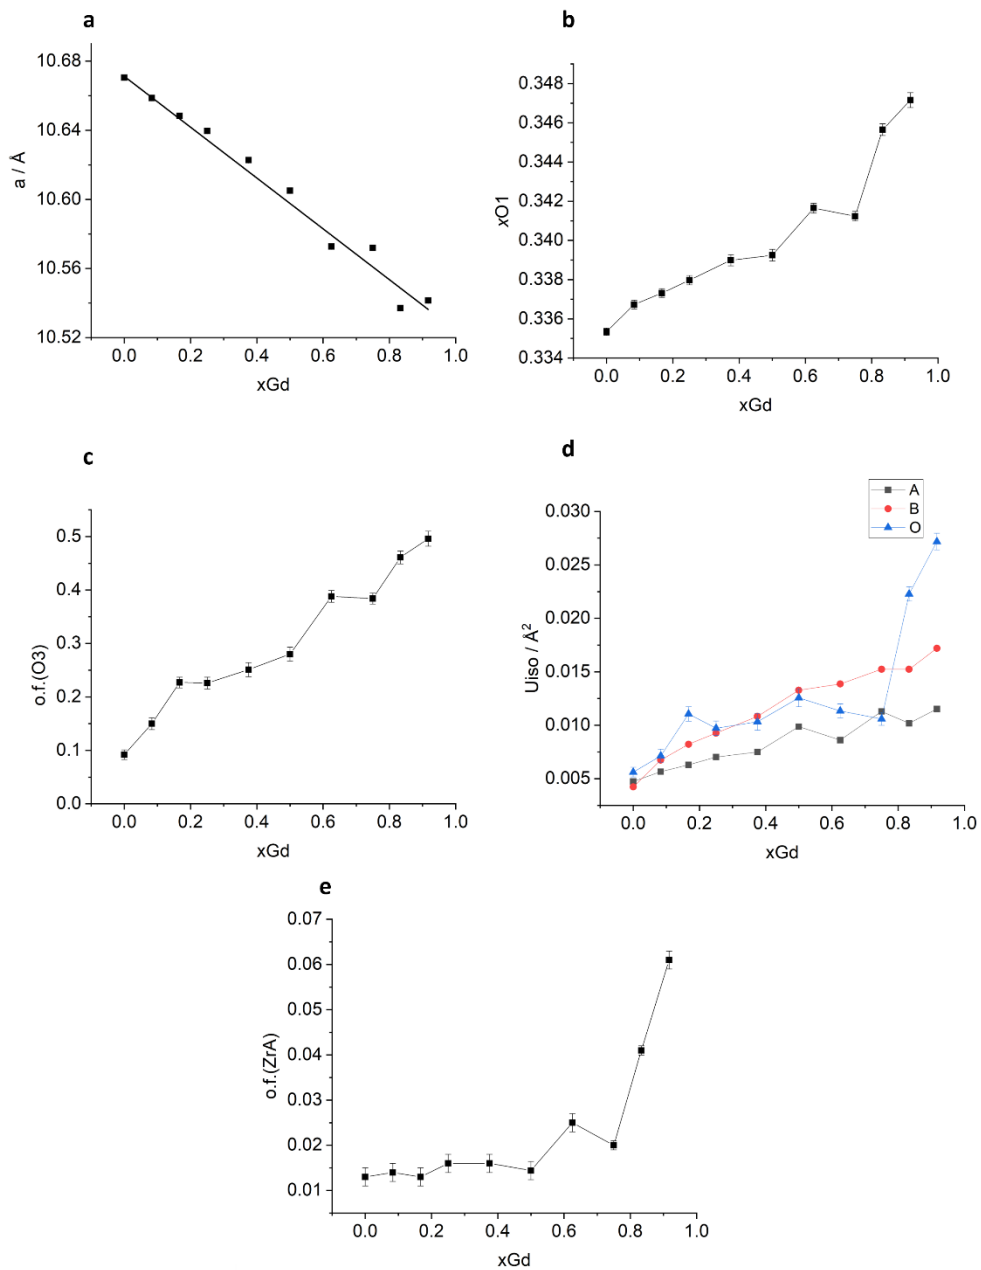 a
10.68
10.64
10.60
10.56
10.52
a / Å
0.0 0.2 0.4 0.6 0.8 1.0
xGd
b
0.348
0.346
0.344
0.342
0.340
0.338
0.336
0.334
xO1
0.0 0.2 0.4 0.6 0.8 1.0
xGd
c
0.5
0.4
0.3
0.2
0.1
0.0
o.f.(O3)
0.0 0.2 0.4 0.6 0.8 1.0
xGd
d
A
B
O
0.030
0.025
0.020
0.015
0.010
0.005
Uiso / Å²
0.0 0.2 0.4 0.6 0.8 1.0
xGd
e
0.07
0.06
0.05
0.04
0.03
0.02
0.01
o.f.(ZrA)
0.0 0.2 0.4 0.6 0.8 1.0
xGd